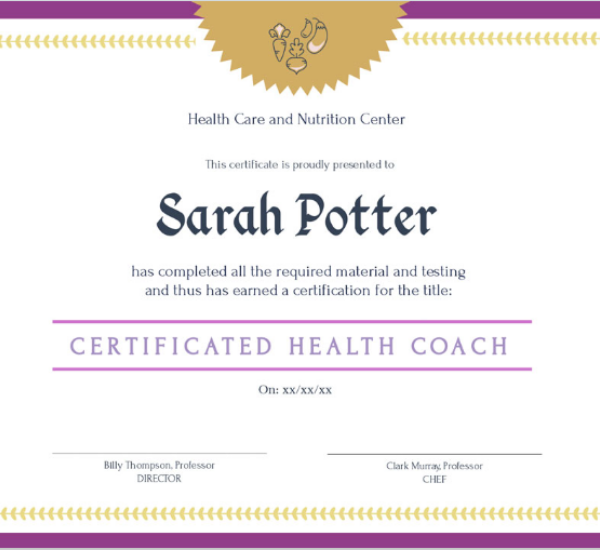 Health Care and Nutrition Center
This certificate is proudly presented to
Sarah Potter
has completed all the required material and testing
and thus has earned a certification for the title:
CERTIFICATED HEALTH COACH
On: xx/xx/xx
Billy Thompson, Professor
DIRECTOR
Clark Murray, Professor
CHEF